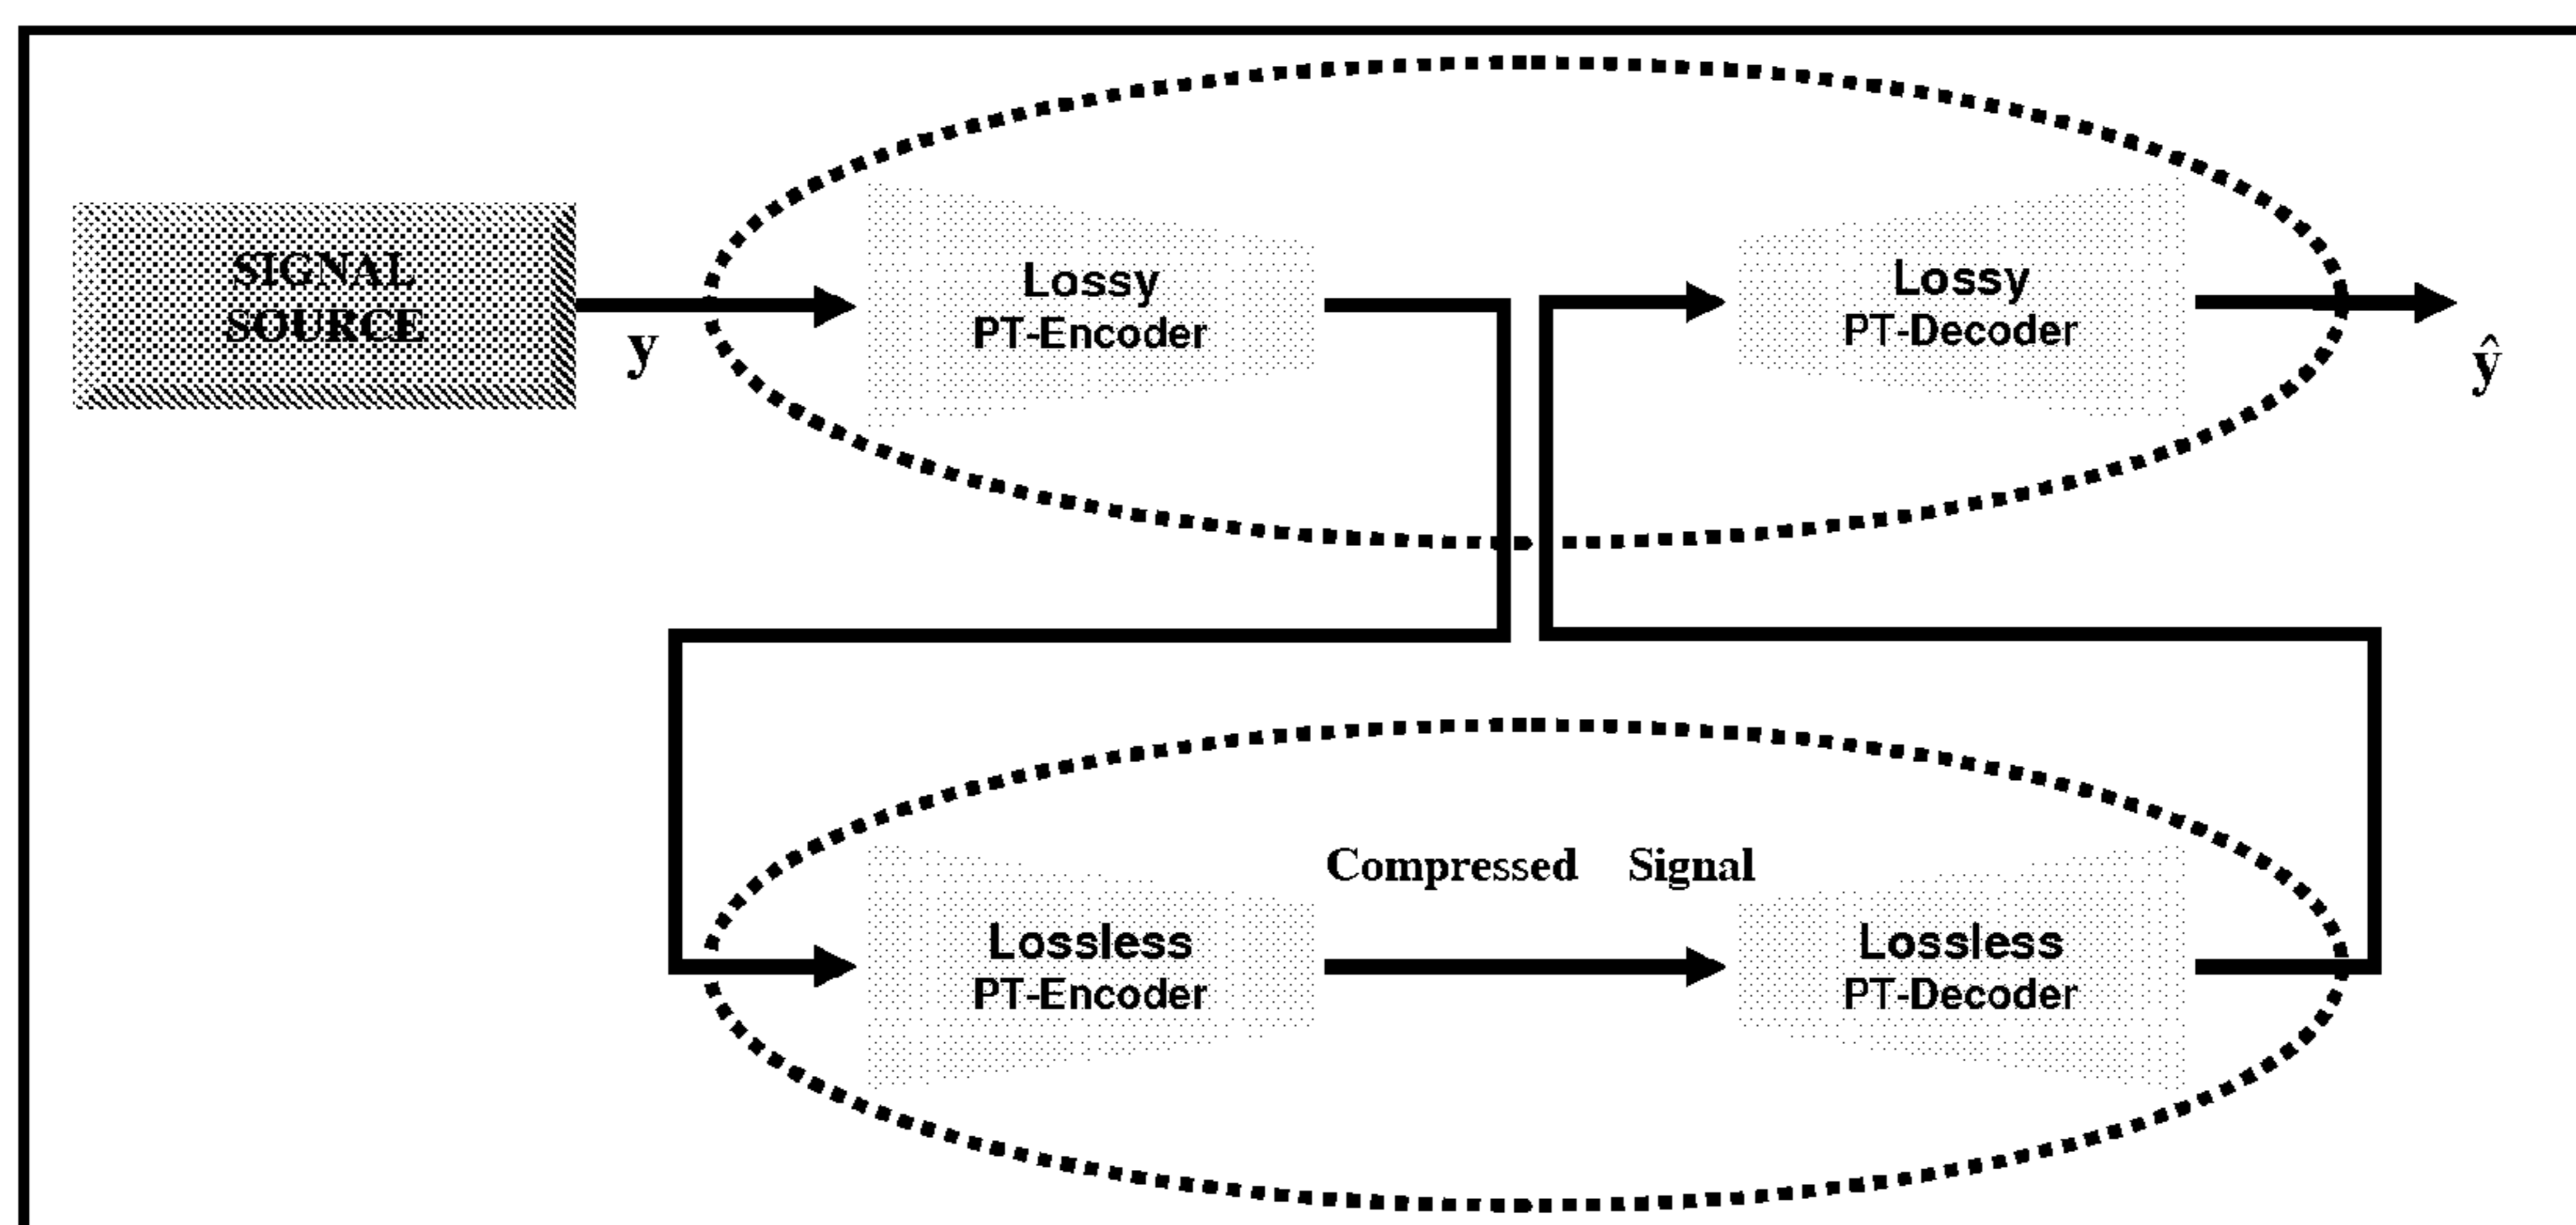 SIGNAL
SOURCE
y
Lossy
PT-Encoder
Lossy
PT-Decoder
ŷ
Compressed Signal
Lossless
PT-Encoder
Lossless
PT-Decoder